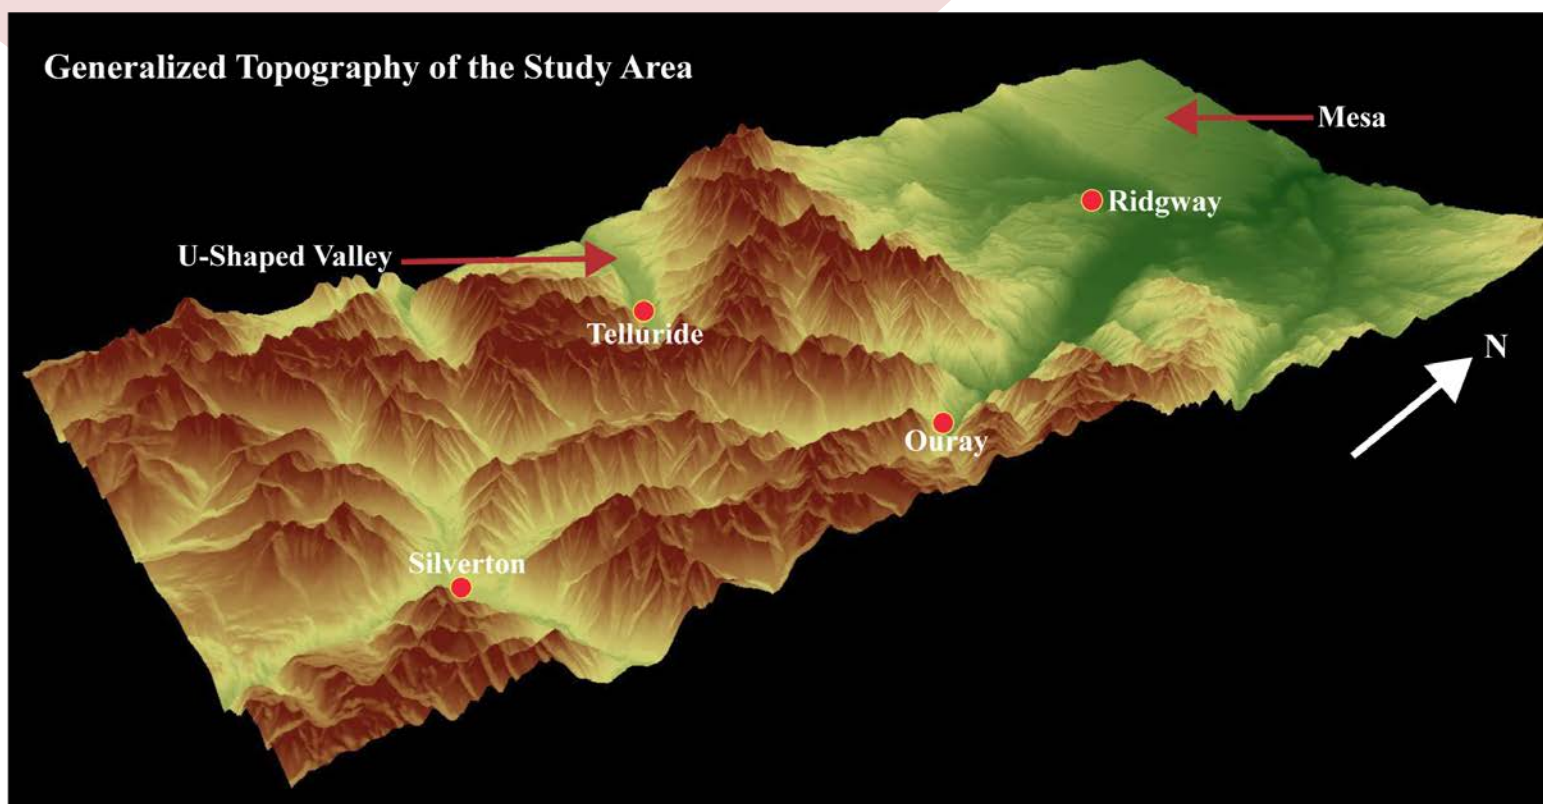 Generalized Topography of the Study Area
Mesa
Ridgway
U-Shaped Valley
Telluride
N
Ouray
Silverton